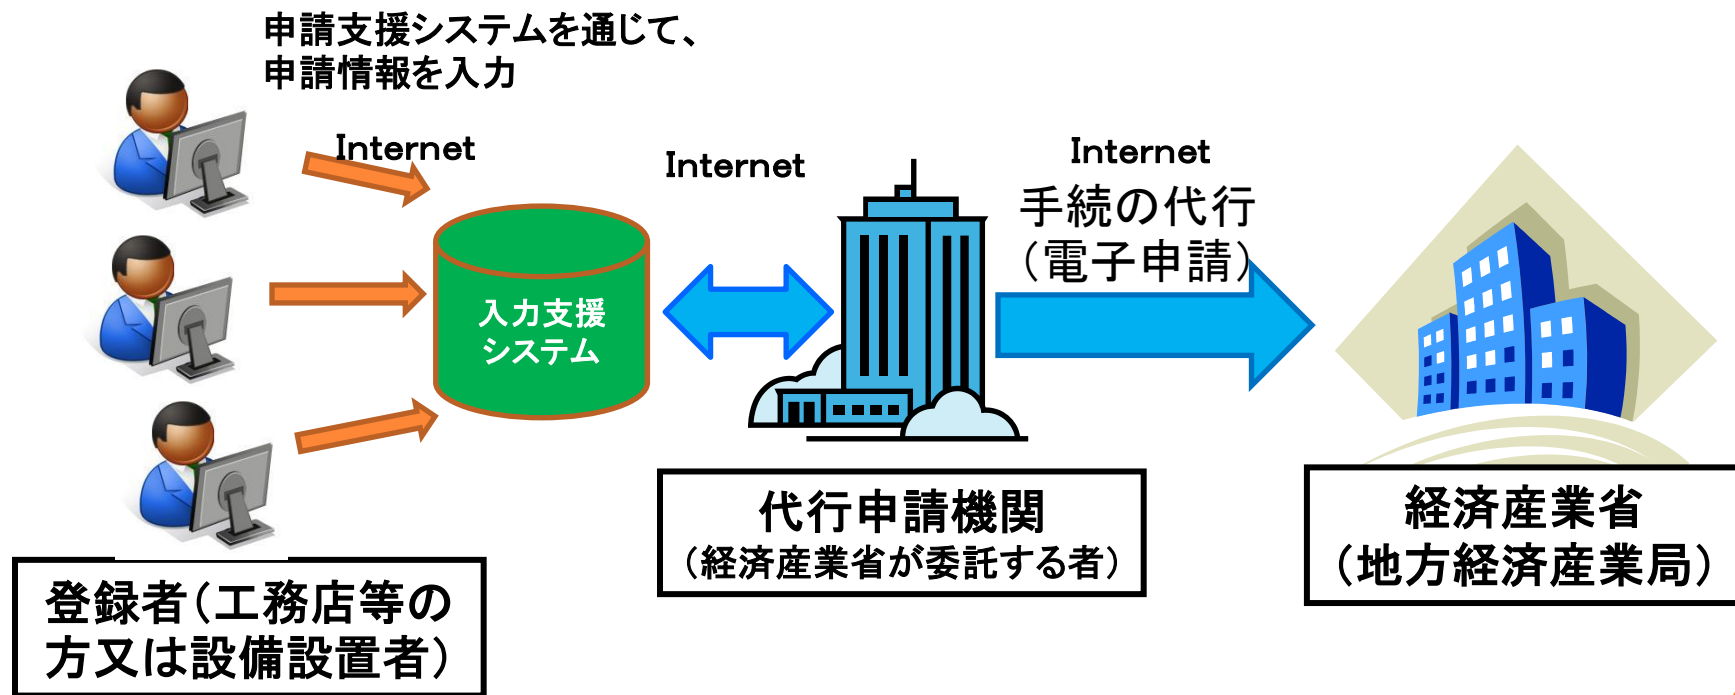 申請支援システムを通じて、
申請情報を入力
Internet
Internet
Internet
手続の代行
（電子申請）
入力支援
システム
代行申請機関
（経済産業省が委託する者）
経済産業省
（地方経済産業局）
登録者（工務店等の
方又は設備設置者）